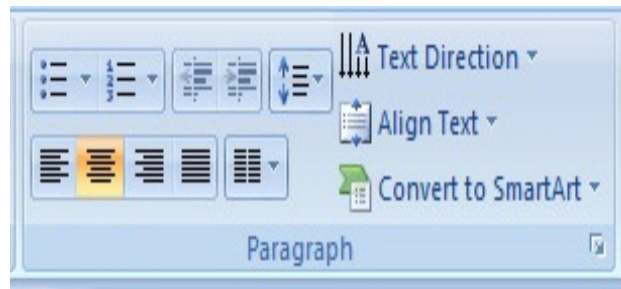 Text Direction
Align Text
Convert to SmartArt
Paragraph